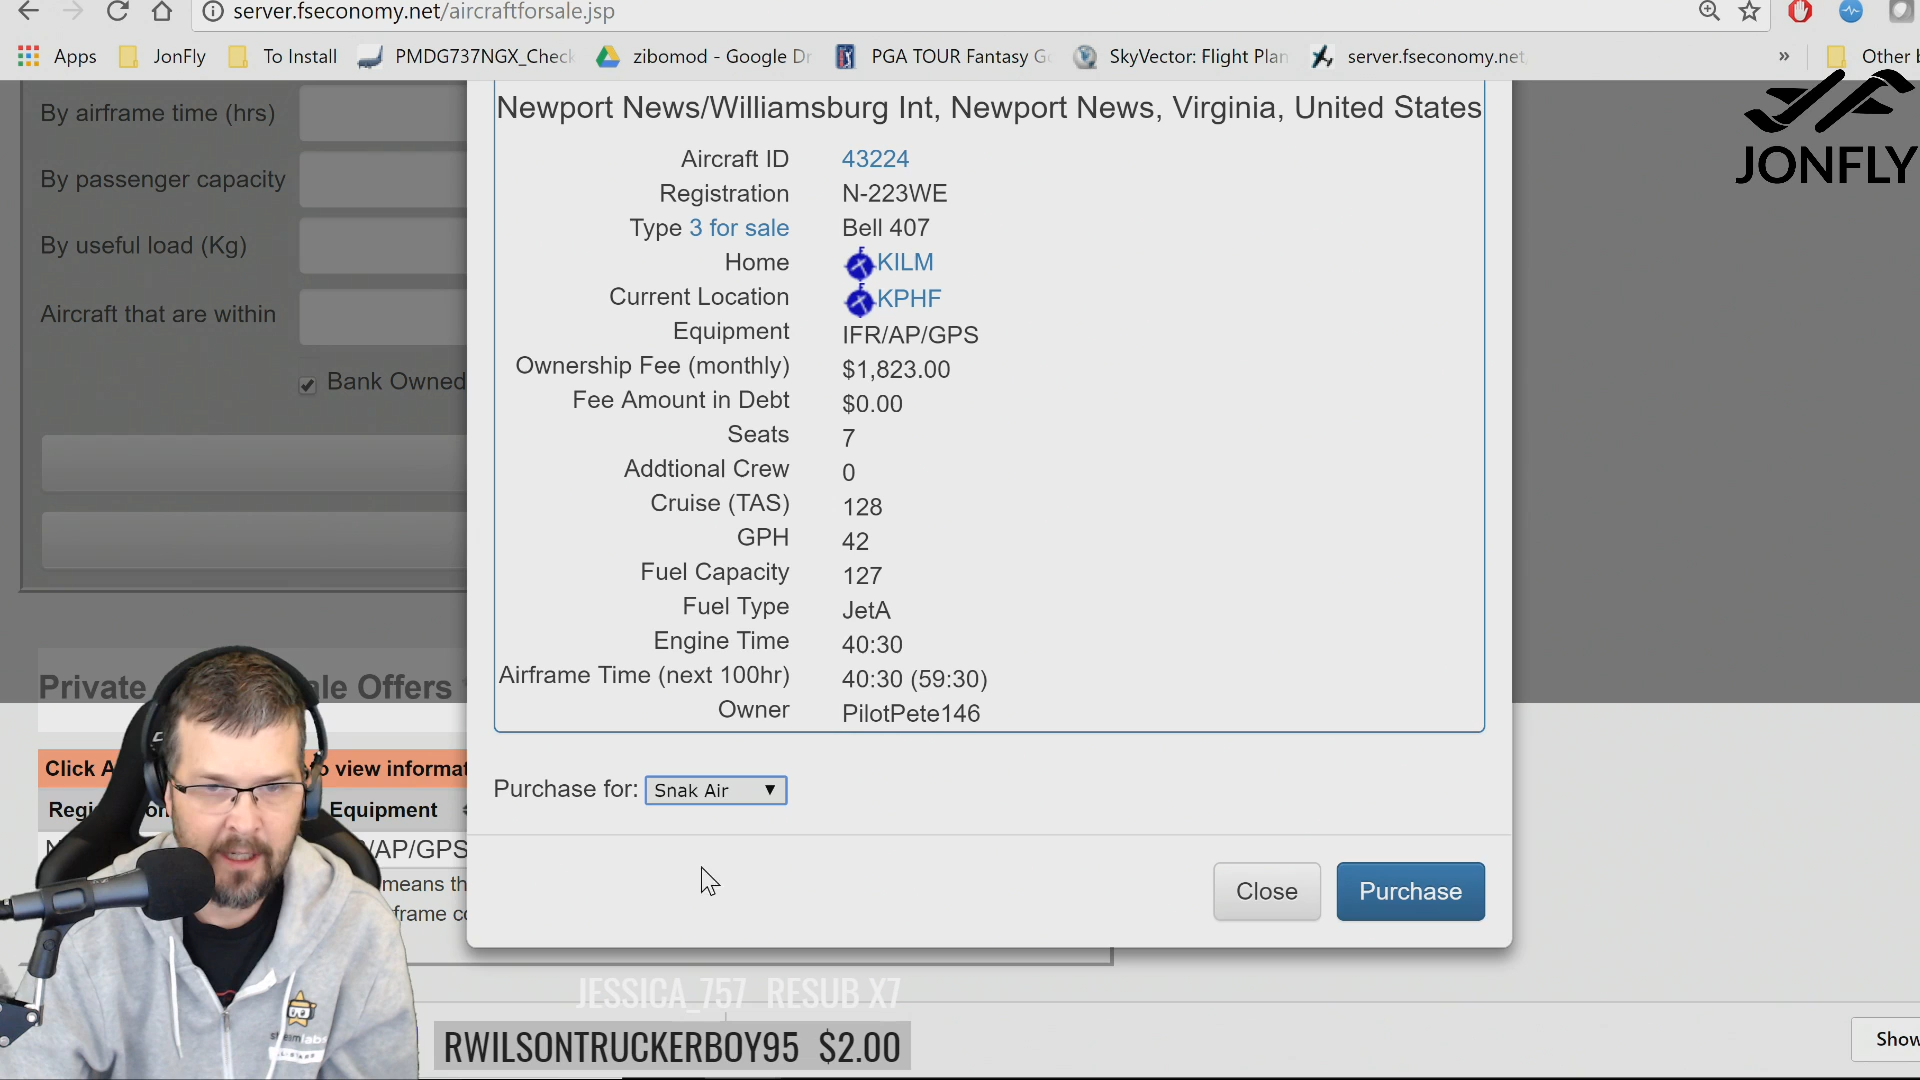 server.fseconomy.net/aircraftforsale.jsp
Apps JonFly To Install PMDG737NGX_Check zibomod - Google Dr PGA TOUR Fantasy Go SkyVector: Flight Plan server.fseconomy.net » Other b
JONFLY
By airframe time (hrs)
By passenger capacity
By useful load (Kg)
Aircraft that are within
Bank Owned
Newport News/Williamsburg Int, Newport News, Virginia, United States
Aircraft ID 43224
Registration N-223WE
Type 3 for sale Bell 407
Home KILM
Current Location KPHF
Equipment IFR/AP/GPS
Ownership Fee (monthly) $1,823.00
Fee Amount in Debt $0.00
Seats 7
Addtional Crew 0
Cruise (TAS) 128
GPH 42
Fuel Capacity 127
Fuel Type JetA
Engine Time 40:30
Airframe Time (next 100hr) 40:30 (59:30)
Owner PilotPete146
Purchase for: Snak Air
Close Purchase
Private le Offers
Click A o view informat
Equipment
/AP/GPS
means th
frame co
JESSICA_757 RESUB X7
RWILSONTRUCKERBOY95 $2.00
Show